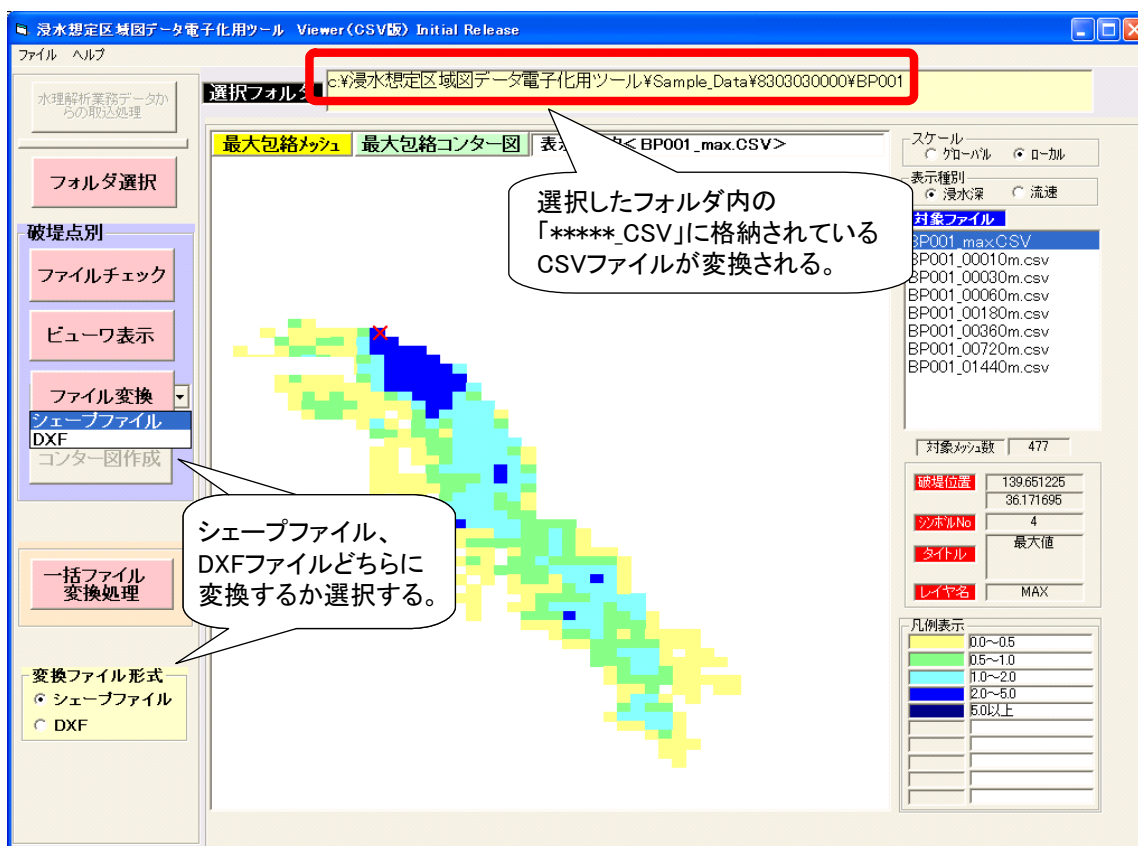 浸水想定区域図データ電子化用ツール Viewer(CSV版) Initial Release
ファイル ヘルプ
水理解析業務データか
らの取込処理
選択フォルダ
c:¥浸水想定区域図データ電子化用ツール¥Sample_Data¥8303030000¥BP001
フォルダ選択
破堤点別
ファイルチェック
ビューワ表示
ファイル変換
シェープファイル
DXF
コンター図作成
一括ファイル
変換処理
変換ファイル形式
シェープファイル
DXF
最大包絡メッシュ
最大包絡コンター図
<BP001_max.CSV>
選択したフォルダ内の
「*****_CSV」に格納されている
CSVファイルが変換される。
シェープファイル、
DXFファイルどちらに
変換するか選択する。
スケール
グローバル ローカル
表示種別
浸水深 流速
対象ファイル
BP001_max.CSV
BP001_00010m.csv
BP001_00030m.csv
BP001_00060m.csv
BP001_00180m.csv
BP001_00360m.csv
BP001_00720m.csv
BP001_01440m.csv
対象メッシュ数 477
破堤位置 139.651225
36.171695
シンボルNo 4
タイトル 最大値
レイヤ名 MAX
凡例表示
0.0～0.5
0.5～1.0
1.0～2.0
2.0～5.0
5.0以上